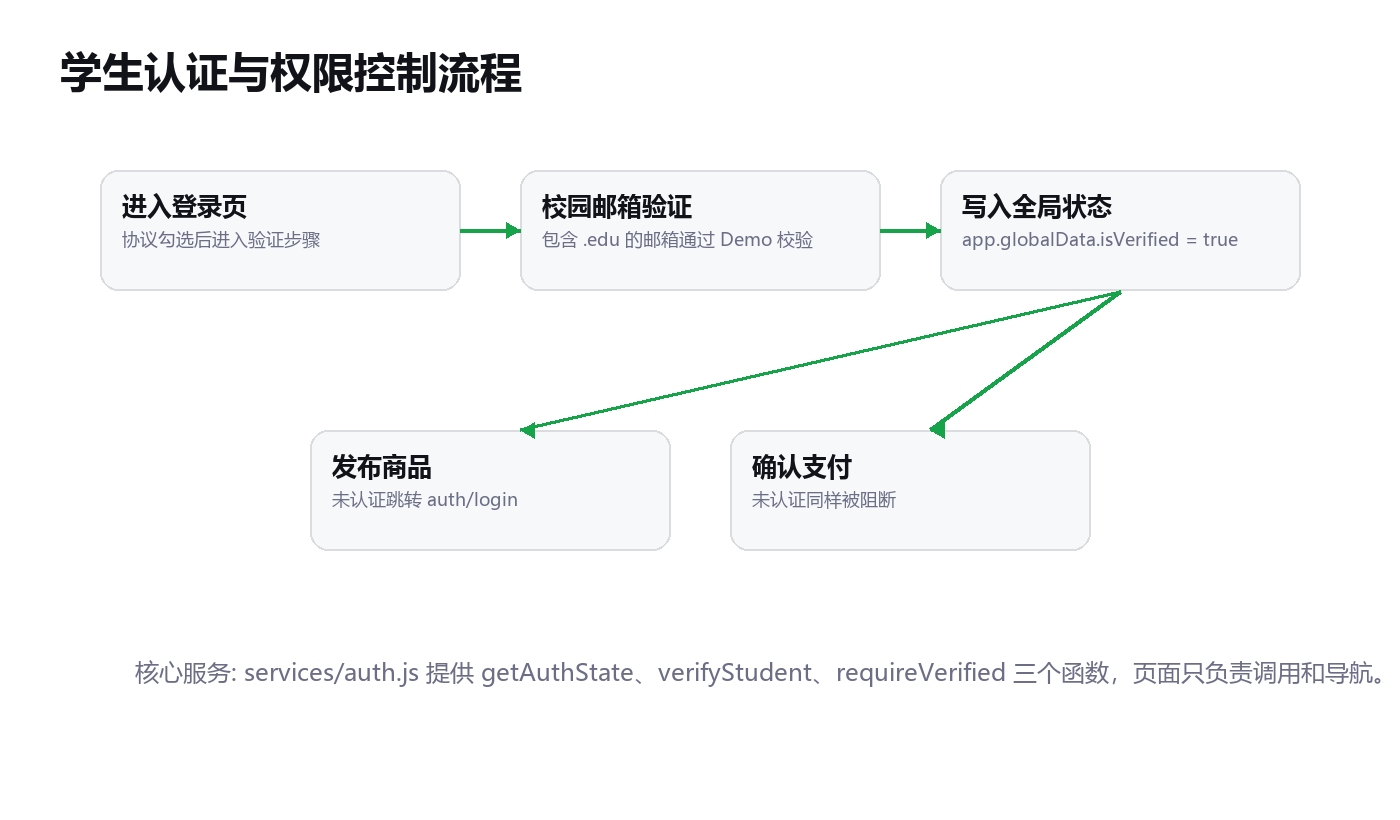 学生认证与权限控制流程
进入登录页
协议勾选后进入验证步骤
校园邮箱验证
包含 .edu 的邮箱通过 Demo 校验
写入全局状态
app.globalData.isVerified = true
发布商品
未认证跳转 auth/login
确认支付
未认证同样被阻断
核心服务: services/auth.js 提供 getAuthState、verifyStudent、requireVerified 三个函数，页面只负责调用和导航。